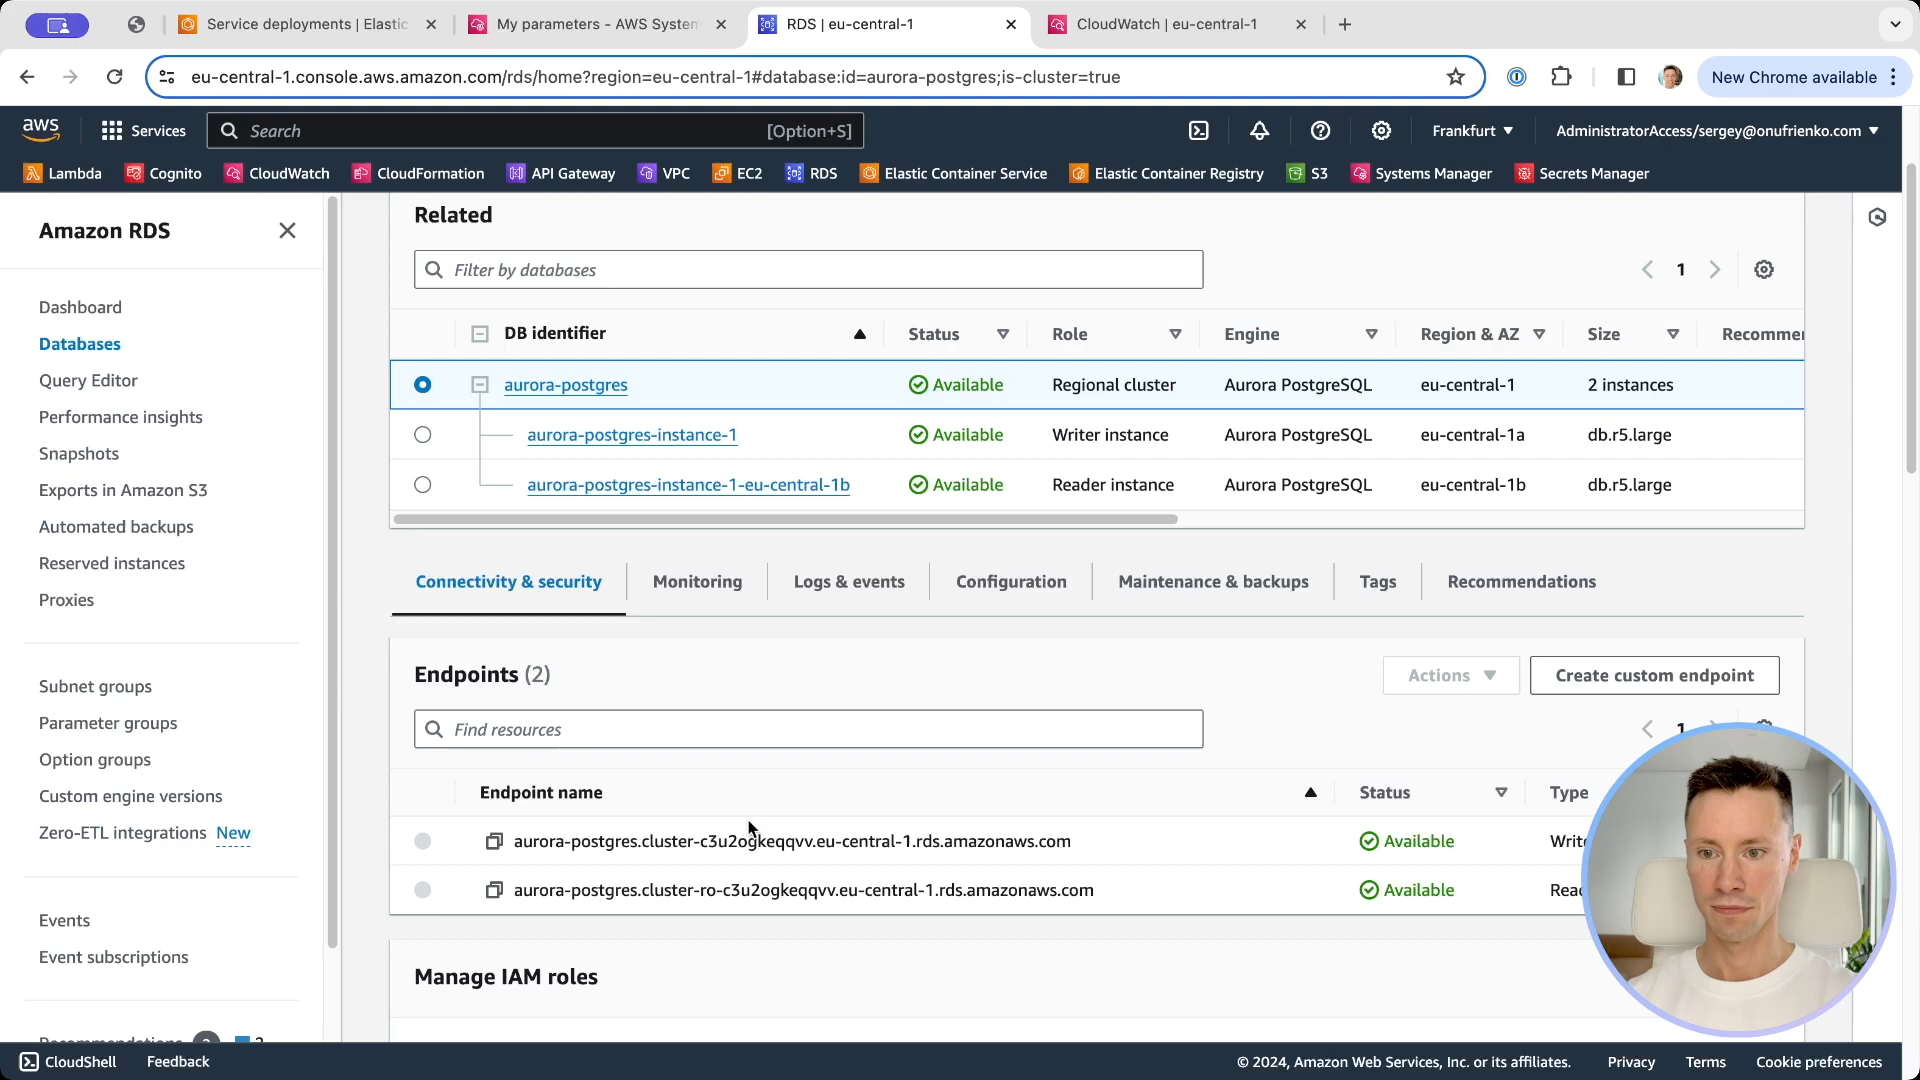 Service deployments | Elastic
My parameters - AWS System
RDS | eu-central-1
CloudWatch | eu-central-1
eu-central-1.console.aws.amazon.com/rds/home?region=eu-central-1#database:id=aurora-postgres;is-cluster=true
New Chrome available
aws
Services
Search
[Option+S]
Frankfurt
AdministratorAccess/sergey@onufrienko.com
Lambda
Cognito
CloudWatch
CloudFormation
API Gateway
VPC
EC2
RDS
Elastic Container Service
Elastic Container Registry
S3
Systems Manager
Secrets Manager
Amazon RDS
Dashboard
Databases
Query Editor
Performance insights
Snapshots
Exports in Amazon S3
Automated backups
Reserved instances
Proxies
Subnet groups
Parameter groups
Option groups
Custom engine versions
Zero-ETL integrations New
Events
Event subscriptions
Related
Filter by databases
1
DB identifier Status Role Engine Region & AZ Size Recommen
aurora-postgres Available Regional cluster Aurora PostgreSQL eu-central-1 2 instances
aurora-postgres-instance-1 Available Writer instance Aurora PostgreSQL eu-central-1a db.r5.large
aurora-postgres-instance-1-eu-central-1b Available Reader instance Aurora PostgreSQL eu-central-1b db.r5.large
Connectivity & security
Monitoring
Logs & events
Configuration
Maintenance & backups
Tags
Recommendations
Endpoints (2)
Actions
Create custom endpoint
Find resources
1
Endpoint name Status Type
aurora-postgres.cluster-c3u2ogkeqqvv.eu-central-1.rds.amazonaws.com Available Write
aurora-postgres.cluster-ro-c3u2ogkeqqvv.eu-central-1.rds.amazonaws.com Available Rea
Manage IAM roles
CloudShell
Feedback
© 2024, Amazon Web Services, Inc. or its affiliates.
Privacy
Terms
Cookie preferences